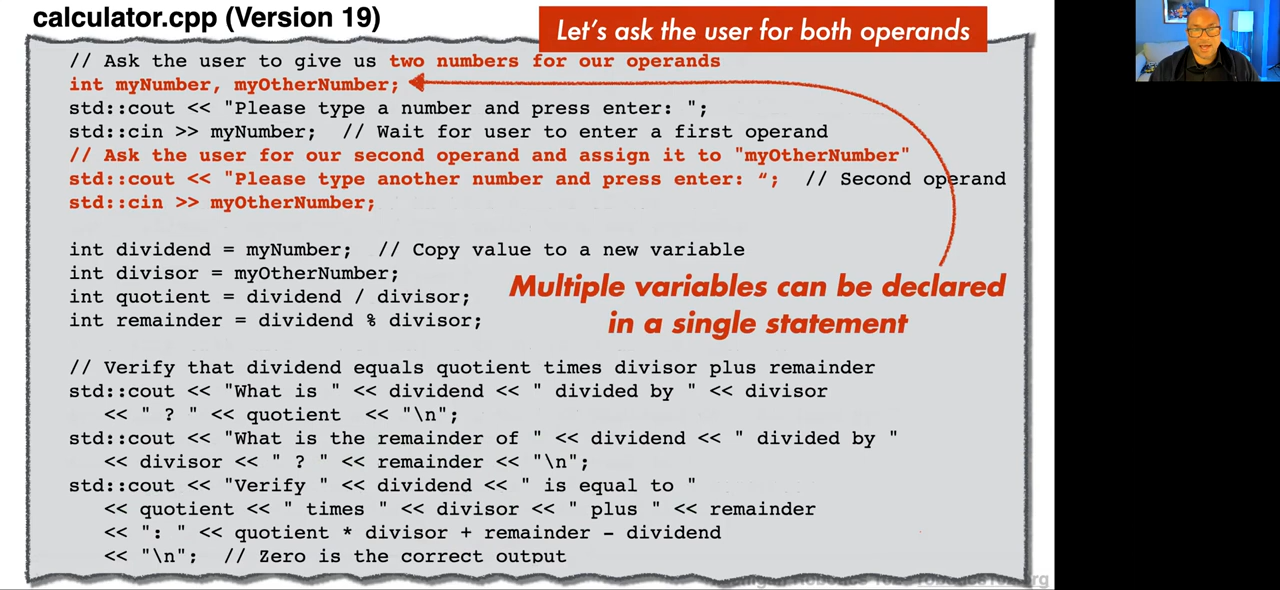 calculator.cpp (Version 19)
Let's ask the user for both operands
// Ask the user to give us two numbers for our operands
int myNumber, myOtherNumber;
std::cout << "Please type a number and press enter: ";
std::cin >> myNumber;  // Wait for user to enter a first operand
// Ask the user for our second operand and assign it to "myOtherNumber"
std::cout << "Please type another number and press enter: “;  // Second operand
std::cin >> myOtherNumber;
int dividend = myNumber;  // Copy value to a new variable
int divisor = myOtherNumber;
int quotient = dividend / divisor;
int remainder = dividend % divisor;
Multiple variables can be declared
in a single statement
// Verify that dividend equals quotient times divisor plus remainder
std::cout << "What is " << dividend << " divided by " << divisor
   << " ? " << quotient  << "\n";
std::cout << "What is the remainder of " << dividend << " divided by "
   << divisor << " ? " << remainder << "\n";
std::cout << "Verify " << dividend << " is equal to "
   << quotient << " times " << divisor << " plus " << remainder
   << ": " << quotient * divisor + remainder - dividend
   << "\n";  // Zero is the correct output